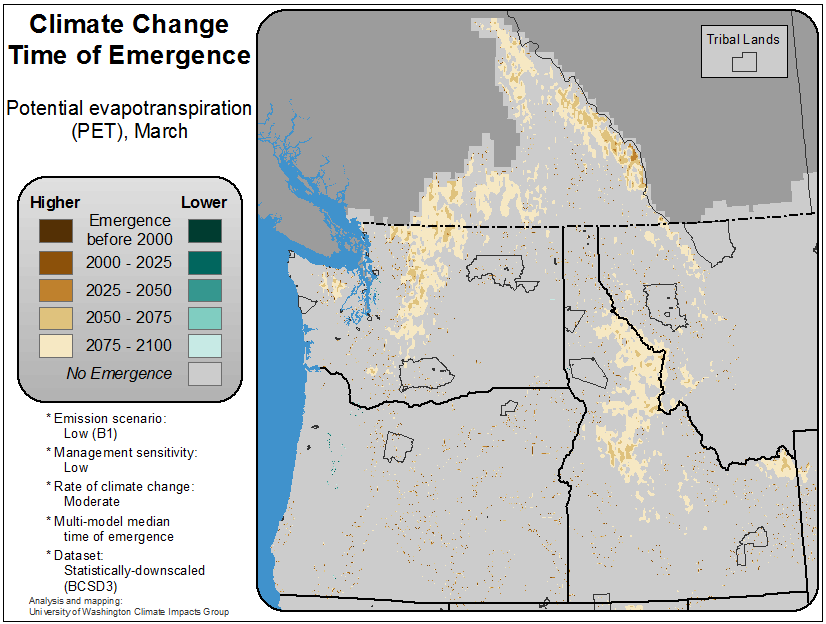 Climate Change
Time of Emergence
Potential evapotranspiration
(PET), March
Tribal Lands
Higher
Lower
Emergence
before 2000
2000 - 2025
2025 - 2050
2050 - 2075
2075 - 2100
No Emergence
* Emission scenario:
Low (B1)
* Management sensitivity:
Low
* Rate of climate change:
Moderate
* Multi-model median
time of emergence
* Dataset:
Statistically-downscaled
(BCSD3)
Analysis and mapping:
University of Washington Climate Impacts Group